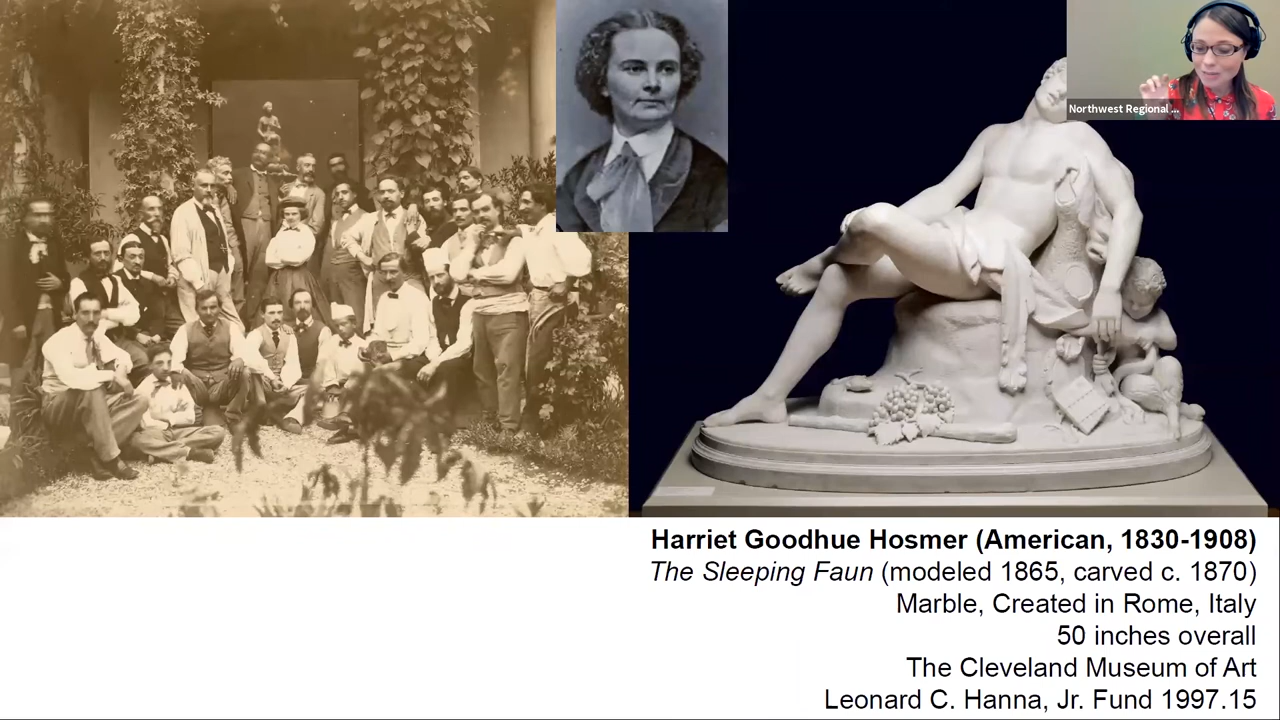 Northwest Regional ...
Harriet Goodhue Hosmer (American, 1830-1908)
The Sleeping Faun (modeled 1865, carved c. 1870)
Marble, Created in Rome, Italy
50 inches overall
The Cleveland Museum of Art
Leonard C. Hanna, Jr. Fund 1997.15